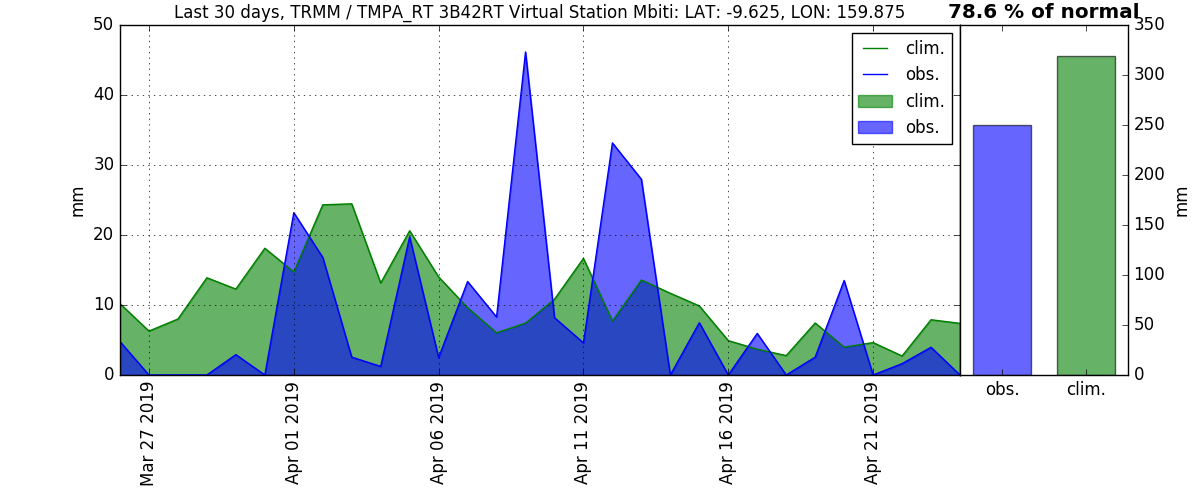 Last 30 days, TRMM / TMPA_RT 3B42RT Virtual Station Mbiti: LAT: -9.625, LON: 159.875
78.6 % of normal
50
40
30
20
10
0
mm
clim.
obs.
clim.
obs.
Mar 27 2019
Apr 01 2019
Apr 06 2019
Apr 11 2019
Apr 16 2019
Apr 21 2019
350
300
250
200
150
100
50
0
mm
obs.
clim.